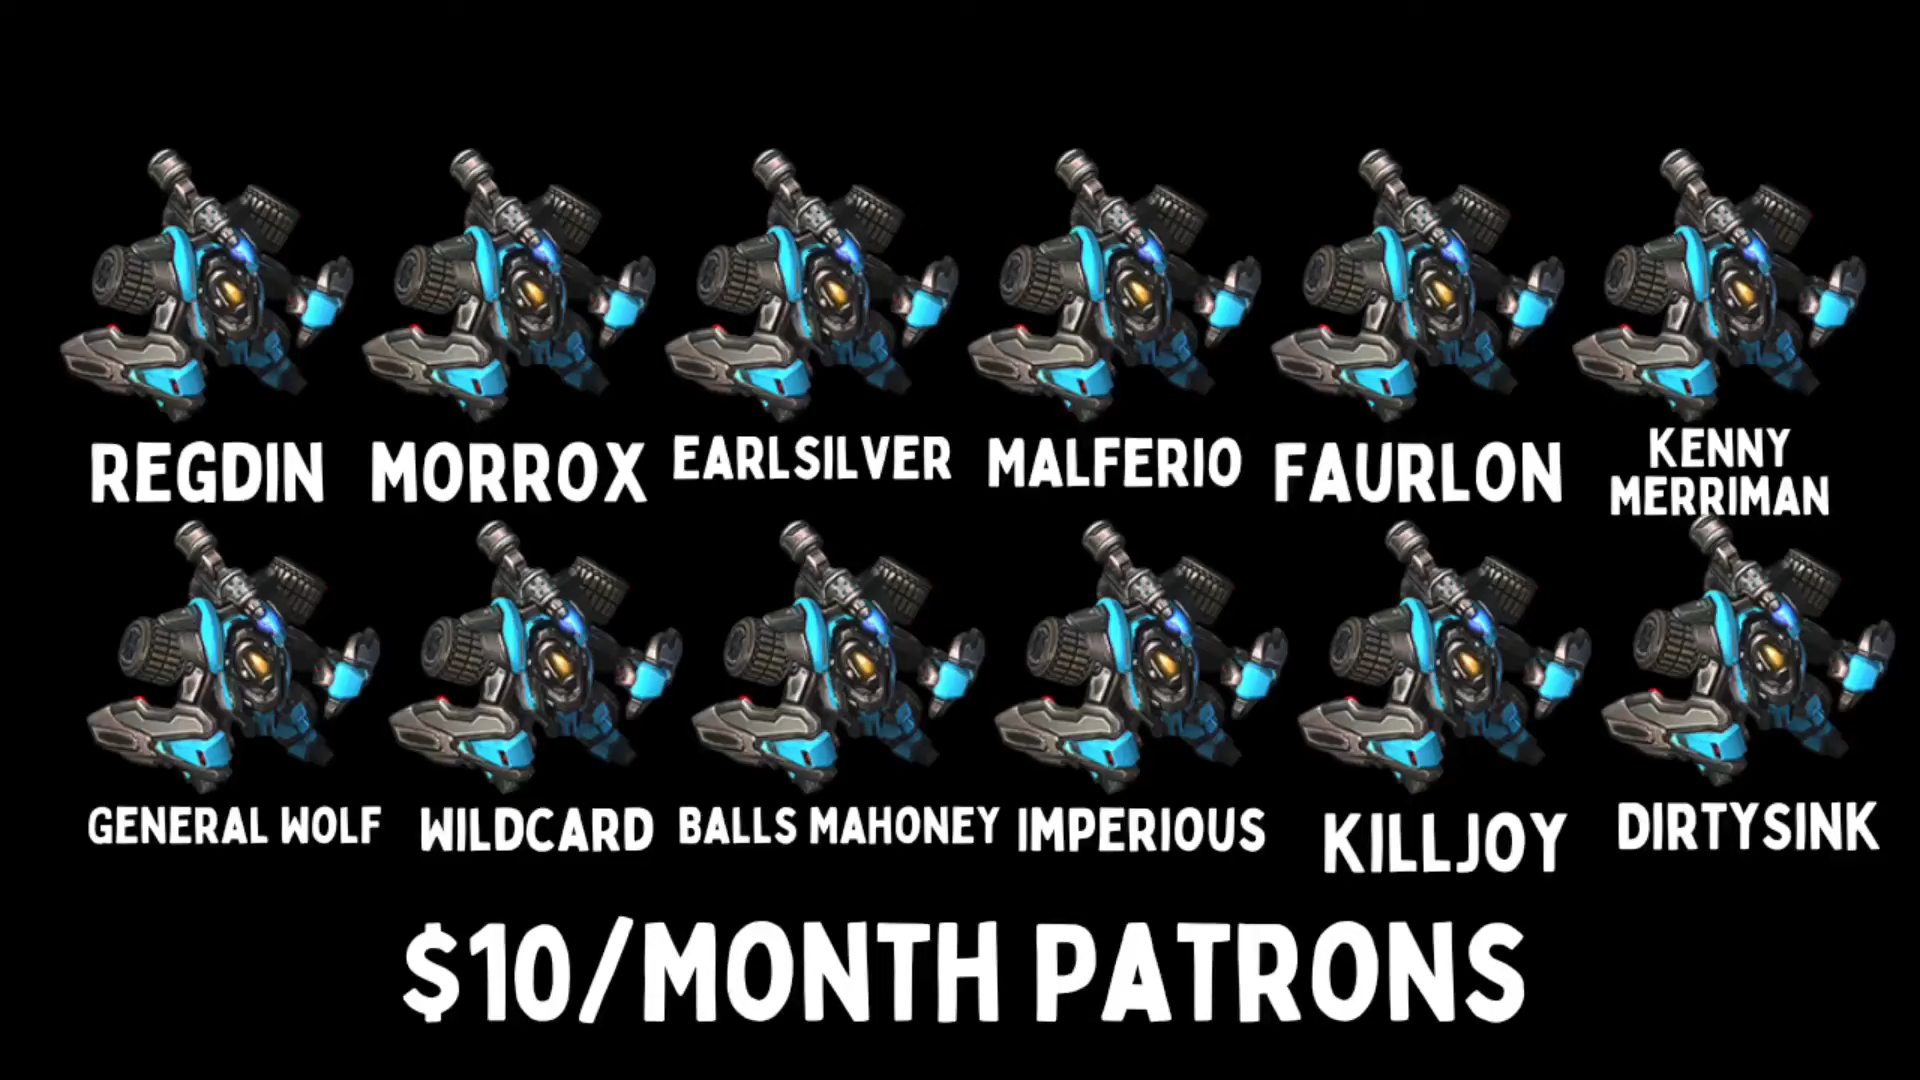 REGDIN
MORROX
EARLSILVER
MALFERIO
FAURLON
KENNY
MERRIMAN
GENERAL WOLF
WILDCARD
BALLS MAHONEY
IMPERIOUS
KILLJOY
DIRTYSINK
$10/MONTH PATRONS